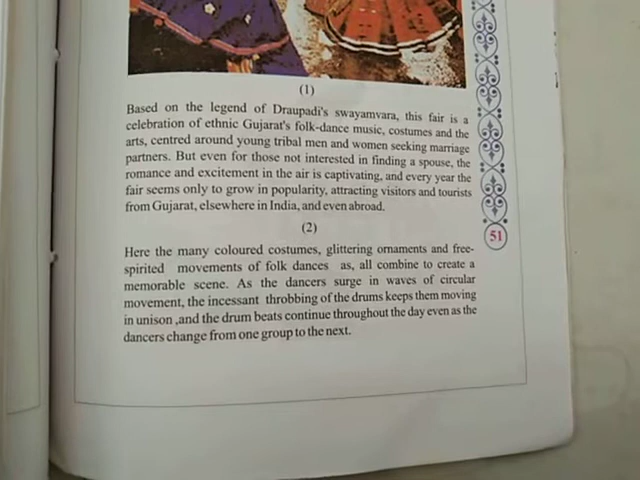 (1)
Based on the legend of Draupadi's swayamvara, this fair is a
celebration of ethnic Gujarat's folk-dance music, costumes and the
arts, centred around young tribal men and women seeking marriage
partners. But even for those not interested in finding a spouse, the
romance and excitement in the air is captivating, and every year the
fair seems only to grow in popularity, attracting visitors and tourists
from Gujarat, elsewhere in India, and even abroad.
(2)
51
Here the many coloured costumes, glittering ornaments and free-
spirited movements of folk dances as, all combine to create a
memorable scene. As the dancers surge in waves of circular
movement, the incessant throbbing of the drums keeps them moving
in unison ,and the drum beats continue throughout the day even as the
dancers change from one group to the next.